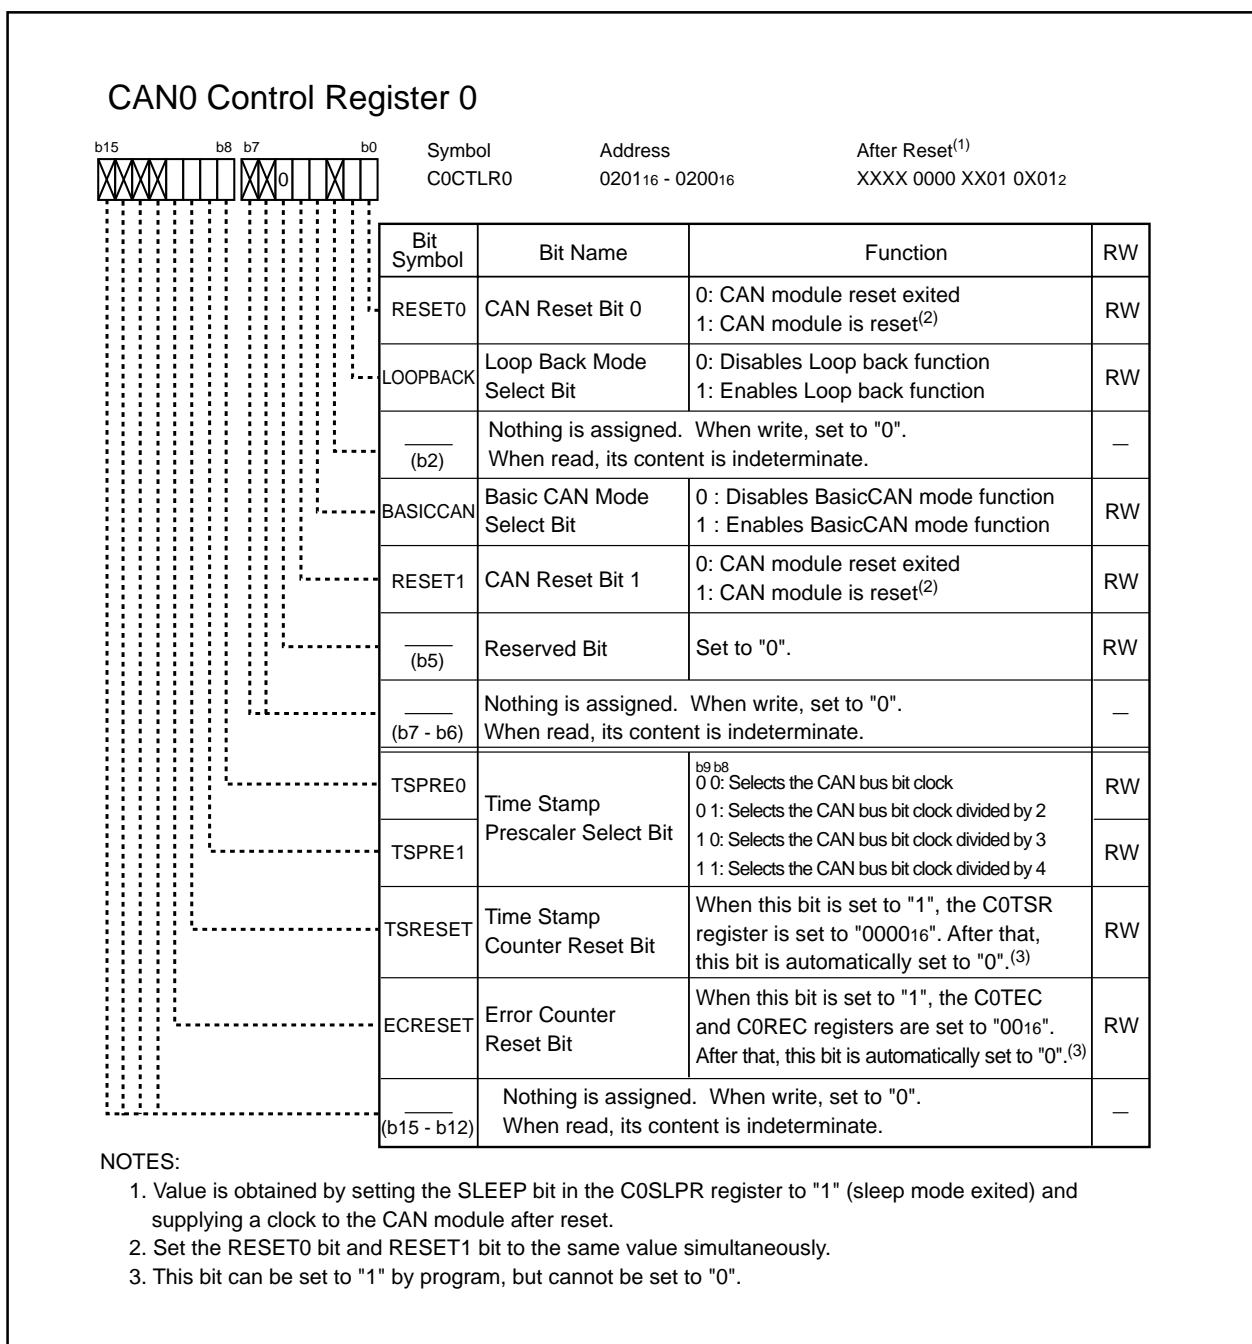 CAN0 Control Register 0
b15 b8 b7 b0
Symbol Address After Reset(1)
0
C0CTLR0 020116 - 020016 XXXX 0000 XX01 0X012
Bit Symbol Bit Name Function RW
RESET0 CAN Reset Bit 0 0: CAN module reset exited
1: CAN module is reset(2) RW
LOOPBACK Loop Back Mode
Select Bit 0: Disables Loop back function
1: Enables Loop back function RW
(b2) Nothing is assigned. When write, set to "0".
When read, its content is indeterminate. —
BASICCAN Basic CAN Mode
Select Bit 0 : Disables BasicCAN mode function
1 : Enables BasicCAN mode function RW
RESET1 CAN Reset Bit 1 0: CAN module reset exited
1: CAN module is reset(2) RW
(b5) Reserved Bit Set to "0". RW
(b7 - b6) Nothing is assigned. When write, set to "0".
When read, its content is indeterminate. —
TSPRE0 RW
TSPRE1 RW
Time Stamp
Prescaler Select Bit
b9 b8
0 0: Selects the CAN bus bit clock
0 1: Selects the CAN bus bit clock divided by 2
1 0: Selects the CAN bus bit clock divided by 3
1 1: Selects the CAN bus bit clock divided by 4
TSRESET Time Stamp
Counter Reset Bit When this bit is set to "1", the C0TSR
register is set to "000016". After that,
this bit is automatically set to "0".(3) RW
ECRESET Error Counter
Reset Bit When this bit is set to "1", the C0TEC
and C0REC registers are set to "0016".
After that, this bit is automatically set to "0".(3) RW
(b15 - b12) Nothing is assigned. When write, set to "0".
When read, its content is indeterminate. —
NOTES:
1. Value is obtained by setting the SLEEP bit in the C0SLPR register to "1" (sleep mode exited) and
supplying a clock to the CAN module after reset.
2. Set the RESET0 bit and RESET1 bit to the same value simultaneously.
3. This bit can be set to "1" by program, but cannot be set to "0".